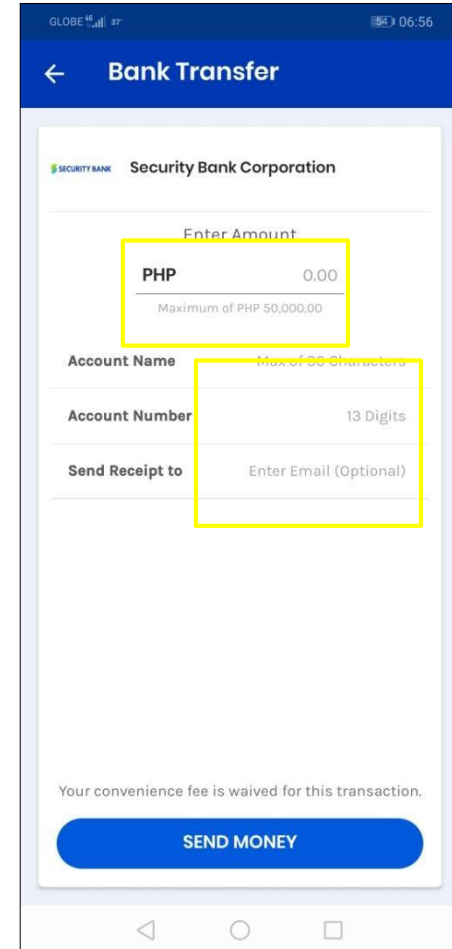 GLOBE 37° 54 06:56
Bank Transfer
SECURITY BANK Security Bank Corporation
Enter Amount
PHP 0.00
Maximum of PHP 50,000.00
Account Name Max of 30 Characters
Account Number 13 Digits
Send Receipt to Enter Email (Optional)
Your convenience fee is waived for this transaction.
SEND MONEY